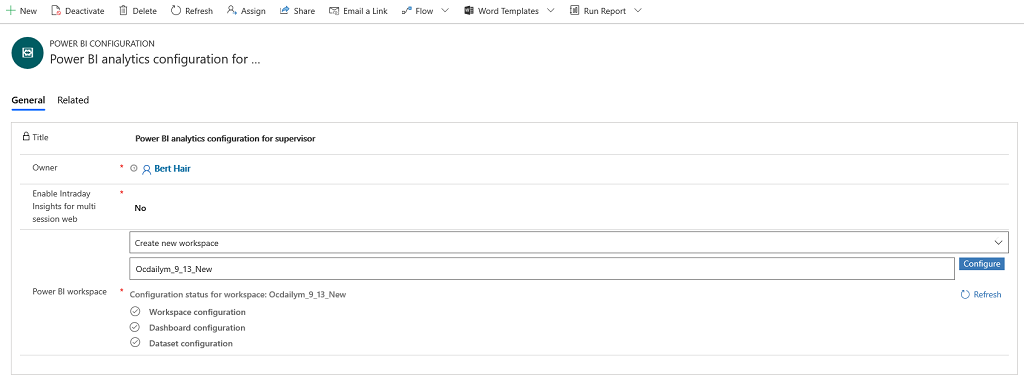 New Deactivate Delete Refresh Assign Share Email a Link Flow Word Templates Run Report
POWER BI CONFIGURATION
Power BI analytics configuration for ...
General Related
Title Power BI analytics configuration for supervisor
Owner * Bert Hair
Enable Intraday *
Insights for multi
session web
No
Create new workspace
Ocdailym_9_13_New Configure
Power BI workspace * Configuration status for workspace: Ocdailym_9_13_New Refresh
Workspace configuration
Dashboard configuration
Dataset configuration